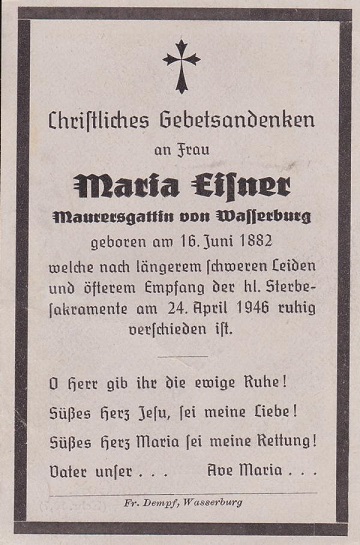 Chriſtliches Gebetsandenken
an Frau
Maria Eiſner
Maurersgattin von Waſſerburg
geboren am 16. Juni 1882
welche nach längerem ſchweren Leiden
und öfterem Empfang der hl. Sterbe-
ſakramente am 24. April 1946 ruhig
verſchieden iſt.
O Herr gib ihr die ewige Ruhe!
Süßes Herz Jeſu, ſei meine Liebe!
Süßes Herz Maria ſei meine Rettung!
Vater unſer . . . Ave Maria . . .
Fr. Dempf, Wasserburg